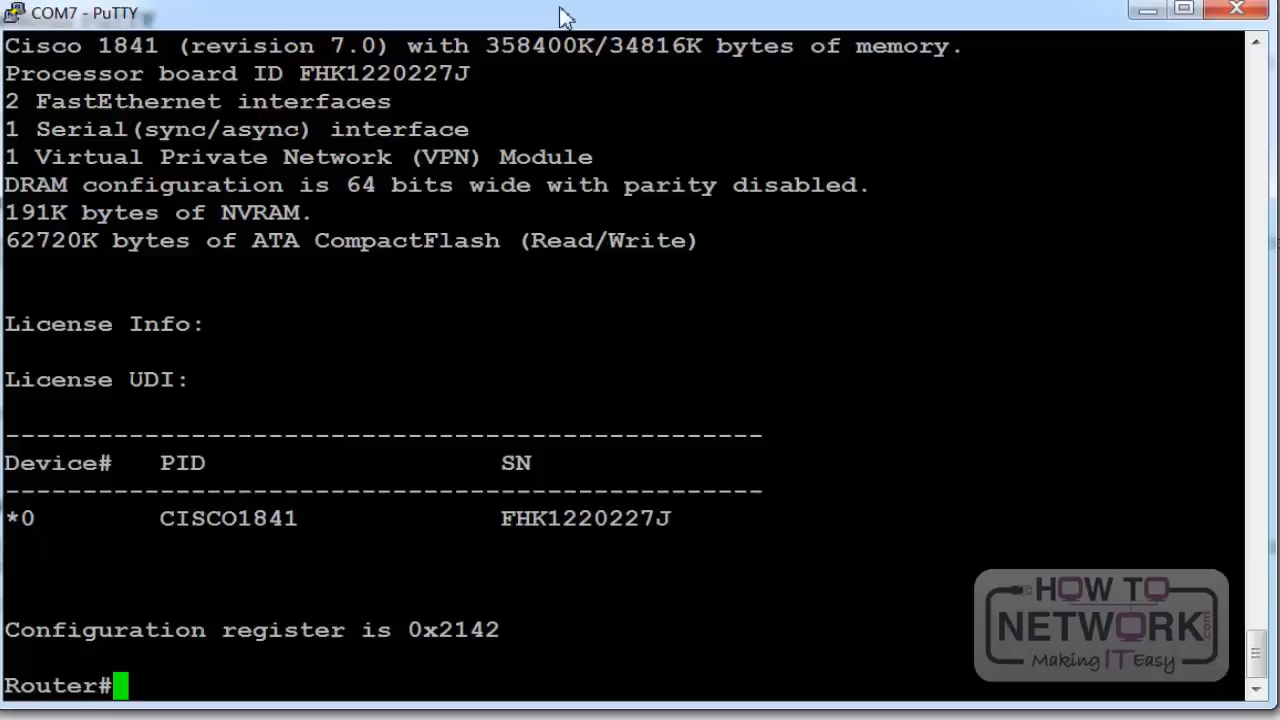 COM7 - PuTTY
Cisco 1841 (revision 7.0) with 358400K/34816K bytes of memory.
Processor board ID FHK1220227J
2 FastEthernet interfaces
1 Serial(sync/async) interface
1 Virtual Private Network (VPN) Module
DRAM configuration is 64 bits wide with parity disabled.
191K bytes of NVRAM.
62720K bytes of ATA CompactFlash (Read/Write)
License Info:
License UDI:
-------------------------------------------------
Device#   PID                   SN
-------------------------------------------------
*0        CISCO1841             FHK1220227J
Configuration register is 0x2142
Router#
HOW TO
NETWORK.com
Making IT Easy